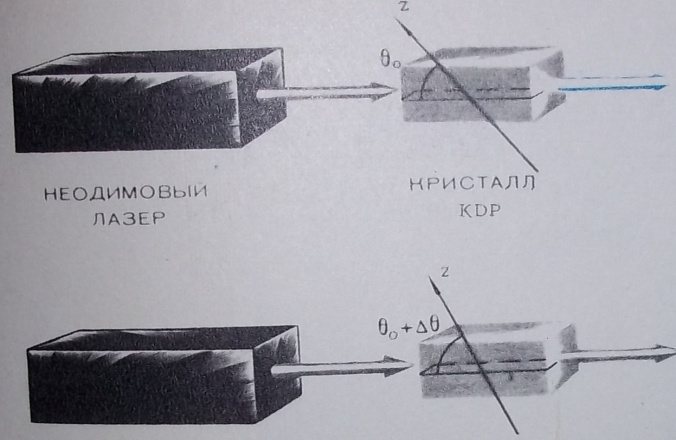 z
θ₀
НЕОДИМОВЫЙ
ЛАЗЕР
КРИСТАЛЛ
KDP
z
θ₀ + Δθ